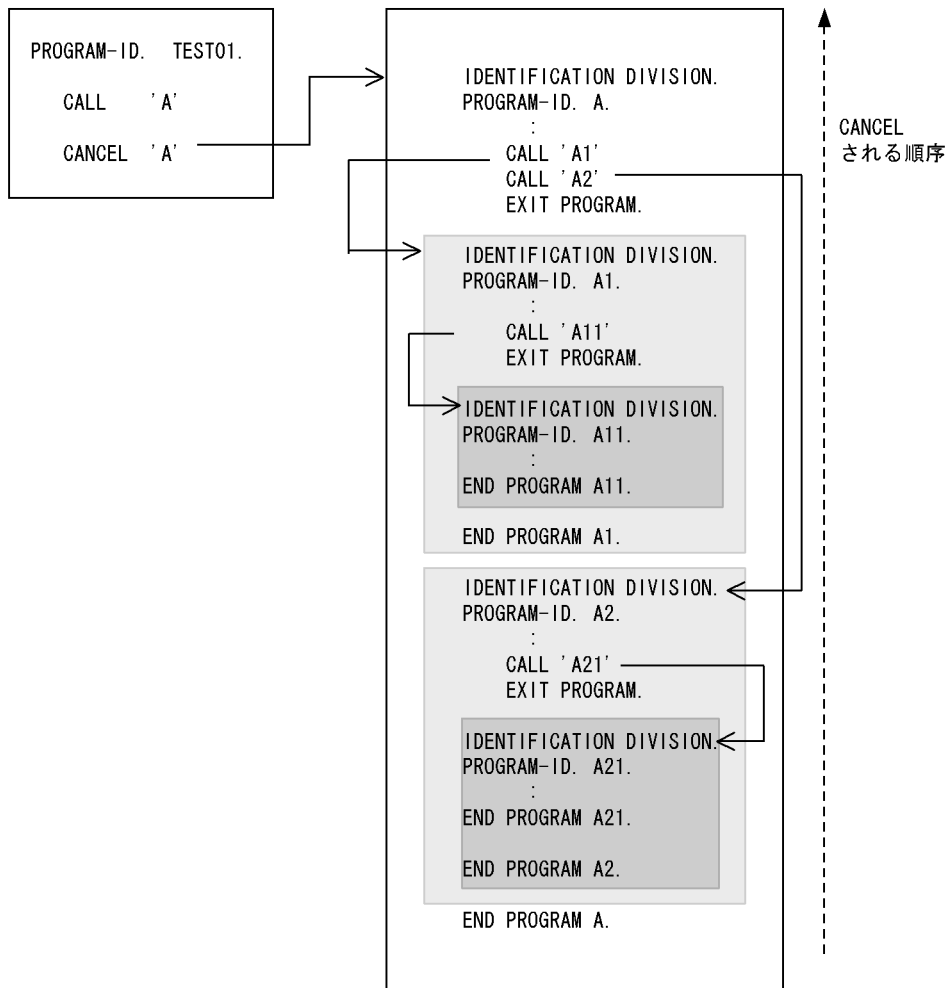 PROGRAM-ID. TEST01.
CALL 'A'
CANCEL 'A'
IDENTIFICATION DIVISION.
PROGRAM-ID. A.
:
CALL 'A1'
CALL 'A2'
EXIT PROGRAM.
IDENTIFICATION DIVISION.
PROGRAM-ID. A1.
:
CALL 'A11'
EXIT PROGRAM.
IDENTIFICATION DIVISION.
PROGRAM-ID. A11.
:
END PROGRAM A11.
END PROGRAM A1.
IDENTIFICATION DIVISION.
PROGRAM-ID. A2.
:
CALL 'A21'
EXIT PROGRAM.
IDENTIFICATION DIVISION.
PROGRAM-ID. A21.
:
END PROGRAM A21.
END PROGRAM A2.
END PROGRAM A.
CANCEL
される順序